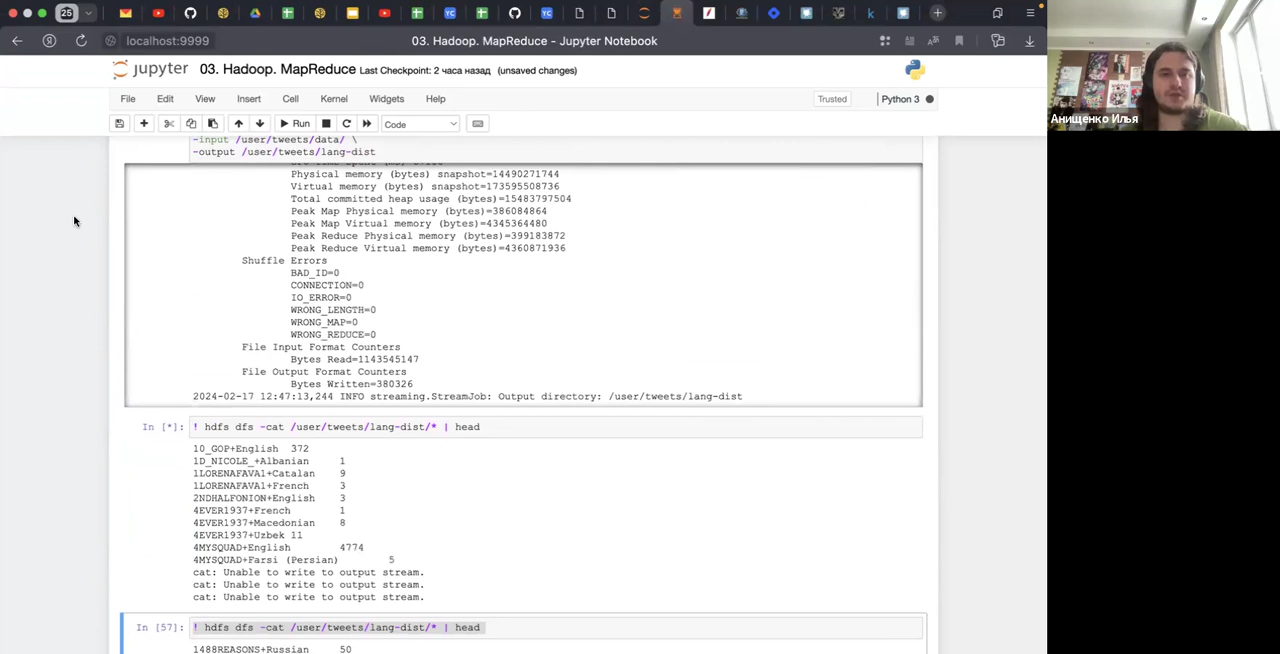 25
localhost:9999
03. Hadoop. MapReduce - Jupyter Notebook
jupyter 03. Hadoop. MapReduce Last Checkpoint: 2 часа назад (unsaved changes)
File Edit View Insert Cell Kernel Widgets Help Trusted Python 3
Run Code
-input /user/tweets/data/ \
-output /user/tweets/lang-dist
Physical memory (bytes) snapshot=14490271744
Virtual memory (bytes) snapshot=173595508736
Total committed heap usage (bytes)=15483797504
Peak Map Physical memory (bytes)=386084864
Peak Map Virtual memory (bytes)=4345364480
Peak Reduce Physical memory (bytes)=399183872
Peak Reduce Virtual memory (bytes)=4360871936
Shuffle Errors
BAD_ID=0
CONNECTION=0
IO_ERROR=0
WRONG_LENGTH=0
WRONG_MAP=0
WRONG_REDUCE=0
File Input Format Counters
Bytes Read=1143545147
File Output Format Counters
Bytes Written=380326
2024-02-17 12:47:13,244 INFO streaming.StreamJob: Output directory: /user/tweets/lang-dist
In [*]: ! hdfs dfs -cat /user/tweets/lang-dist/* | head
10_GOP+English 372
1D_NICOLE_+Albanian 1
1LORENAFAVA1+Catalan 9
1LORENAFAVA1+French 3
2NDHALFONION+English 3
4EVER1937+French 1
4EVER1937+Macedonian 8
4EVER1937+Uzbek 11
4MYSQUAD+English 4774
4MYSQUAD+Farsi (Persian) 5
cat: Unable to write to output stream.
cat: Unable to write to output stream.
cat: Unable to write to output stream.
In [57]: ! hdfs dfs -cat /user/tweets/lang-dist/* | head
1488REASONS+Russian 50
Анищенко Илья